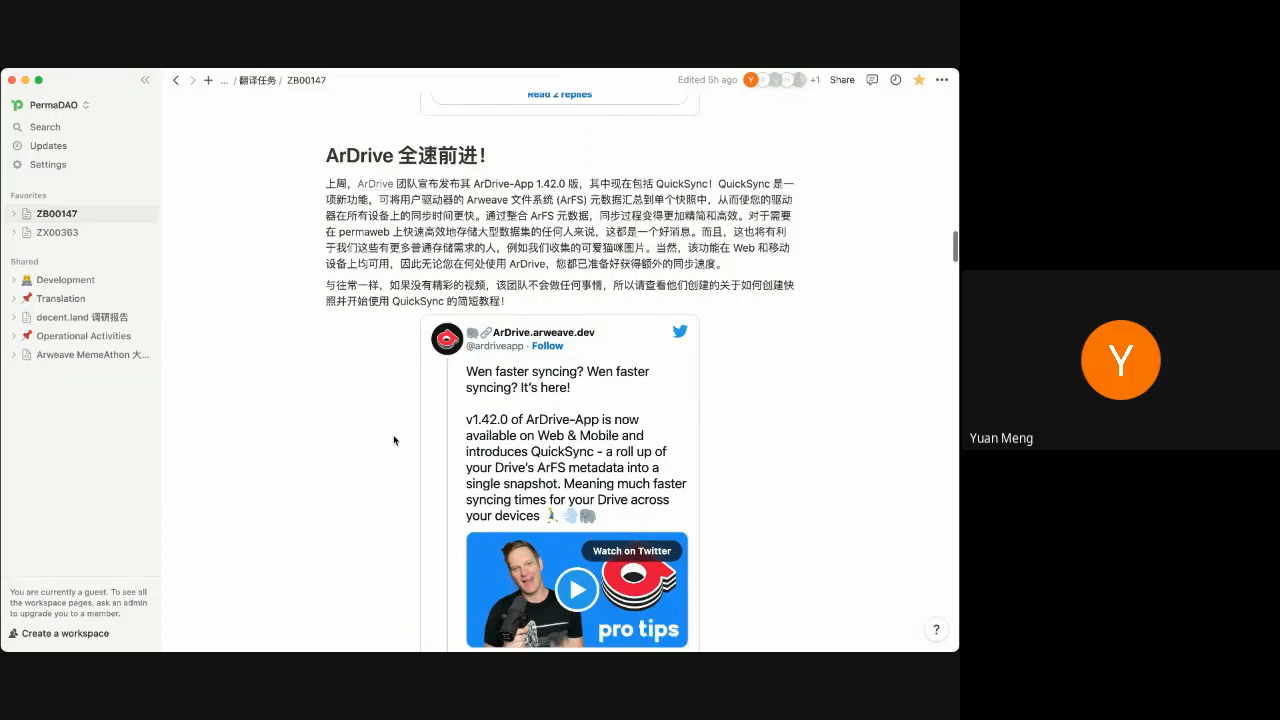 ... / 翻译任务 / ZB00147
Edited 5h ago
Y
+1
Share
PermaDAO
Search
Updates
Settings
Favorites
ZB00147
ZX00363
Shared
Development
Translation
decent.land 调研报告
Operational Activities
Arweave MemeAthon 大...
You are currently a guest. To see all
the workspace pages, ask an admin
to upgrade you to a member.
Create a workspace
Read 2 replies
ArDrive 全速前进！
上周，ArDrive 团队宣布发布其 ArDrive-App 1.42.0 版，其中现在包括 QuickSync！QuickSync 是一
项新功能，可将用户驱动器的 Arweave 文件系统 (ArFS) 元数据汇总到单个快照中，从而使您的驱动
器在所有设备上的同步时间更快。通过整合 ArFS 元数据，同步过程变得更加精简和高效。对于需要
在 permaweb 上快速高效地存储大型数据集的任何人来说，这都是一个好消息。而且，这也将有利
于我们这些有更多普通存储需求的人，例如我们收集的可爱猫咪图片。当然，该功能在 Web 和移动
设备上均可用，因此无论您在何处使用 ArDrive，您都已准备好获得额外的同步速度。
与往常一样，如果没有精彩的视频，该团队不会做任何事情，所以请查看他们创建的关于如何创建快
照并开始使用 QuickSync 的简短教程！
🐘🔗ArDrive.arweave.dev
@ardriveapp · Follow
Wen faster syncing? Wen faster
syncing? It's here!
v1.42.0 of ArDrive-App is now
available on Web & Mobile and
introduces QuickSync - a roll up of
your Drive's ArFS metadata into a
single snapshot. Meaning much faster
syncing times for your Drive across
your devices
Watch on Twitter
pro tips
?
Y
Yuan Meng